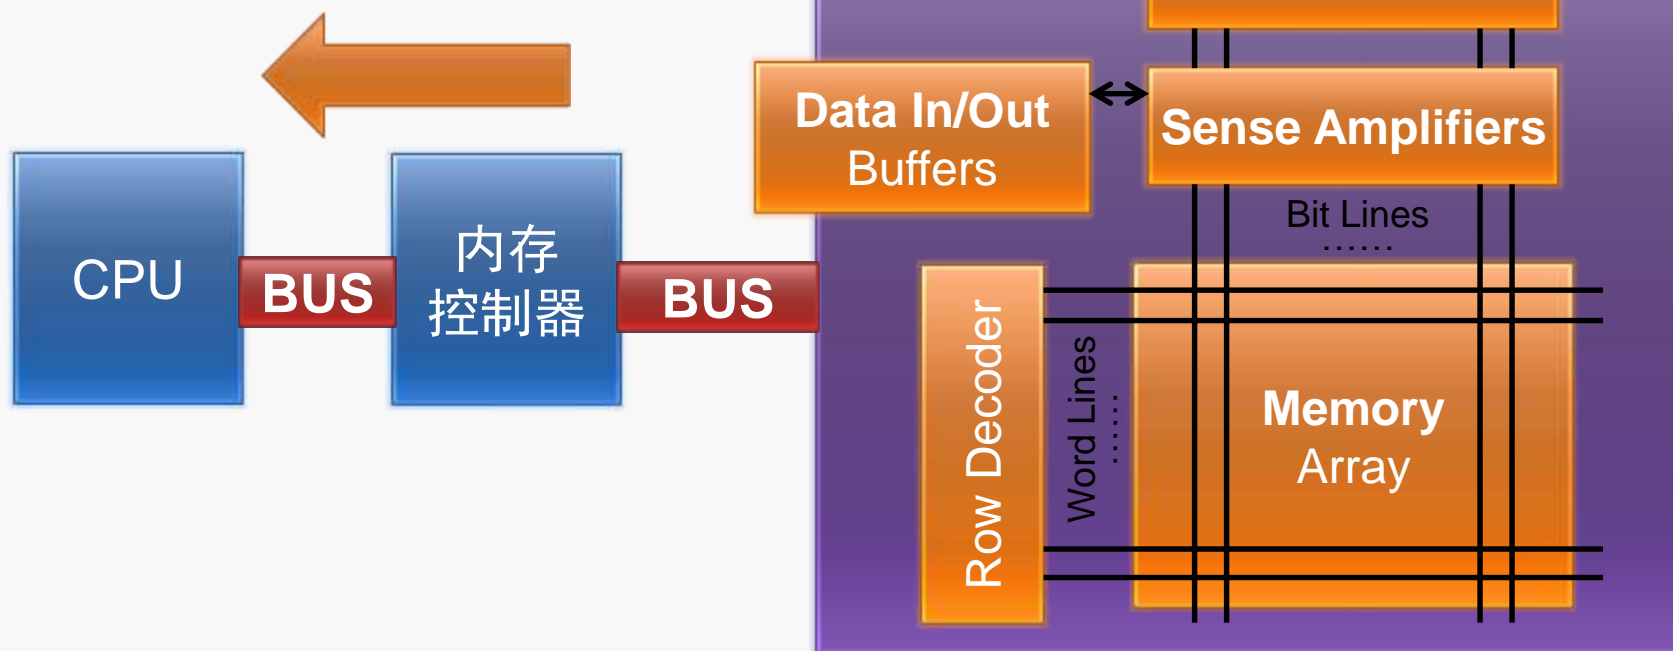 Data In/Out
Buffers
Sense Amplifiers
Bit Lines
......
CPU
BUS
内存
控制器
BUS
Row Decoder
Word Lines
......
Memory
Array